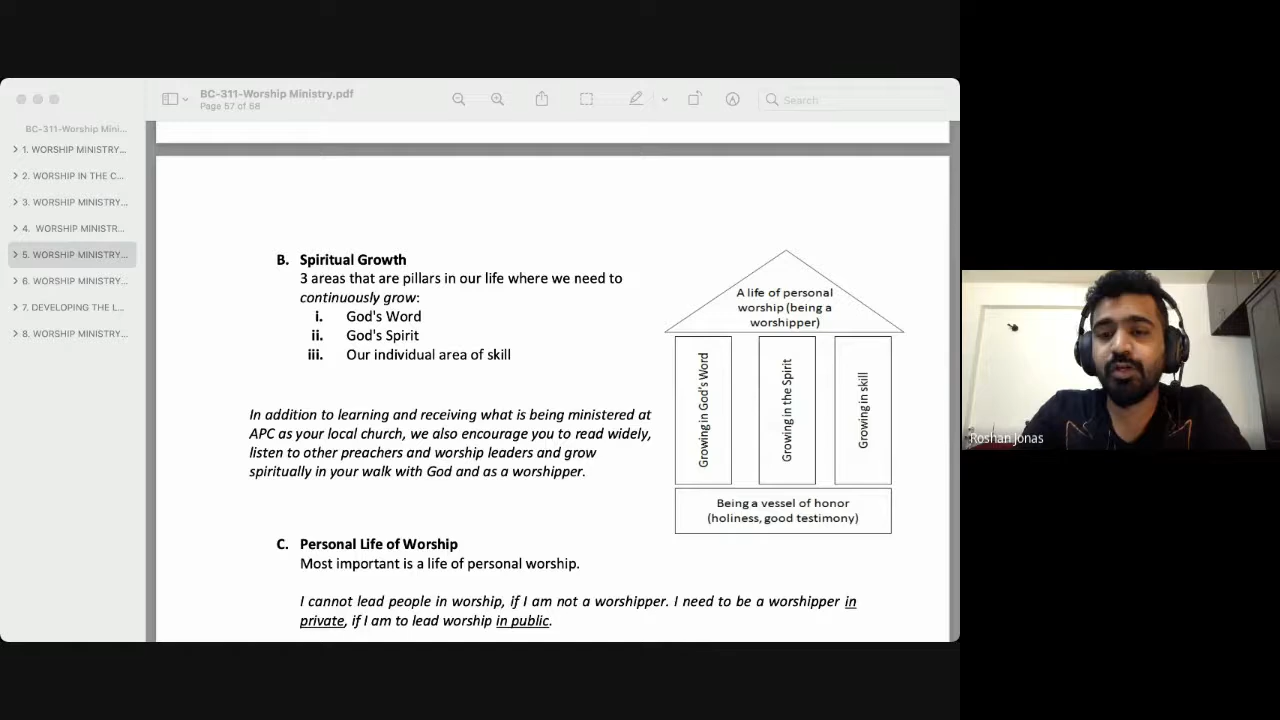 BC-311-Worship Ministry.pdf
Page 57 of 68
Search
BC-311-Worship Mini...
1. WORSHIP MINISTRY...
2. WORSHIP IN THE C...
3. WORSHIP MINISTRY...
4. WORSHIP MINISTR...
5. WORSHIP MINISTRY...
6. WORSHIP MINISTRY...
7. DEVELOPING THE L...
8. WORSHIP MINISTRY...
B. Spiritual Growth
3 areas that are pillars in our life where we need to
continuously grow:
i. God's Word
ii. God's Spirit
iii. Our individual area of skill
In addition to learning and receiving what is being ministered at
APC as your local church, we also encourage you to read widely,
listen to other preachers and worship leaders and grow
spiritually in your walk with God and as a worshipper.
A life of personal
worship (being a
worshipper)
Growing in God's Word
Growing in the Spirit
Growing in skill
Being a vessel of honor
(holiness, good testimony)
C. Personal Life of Worship
Most important is a life of personal worship.
I cannot lead people in worship, if I am not a worshipper. I need to be a worshipper in
private, if I am to lead worship in public.
Roshan Jonas